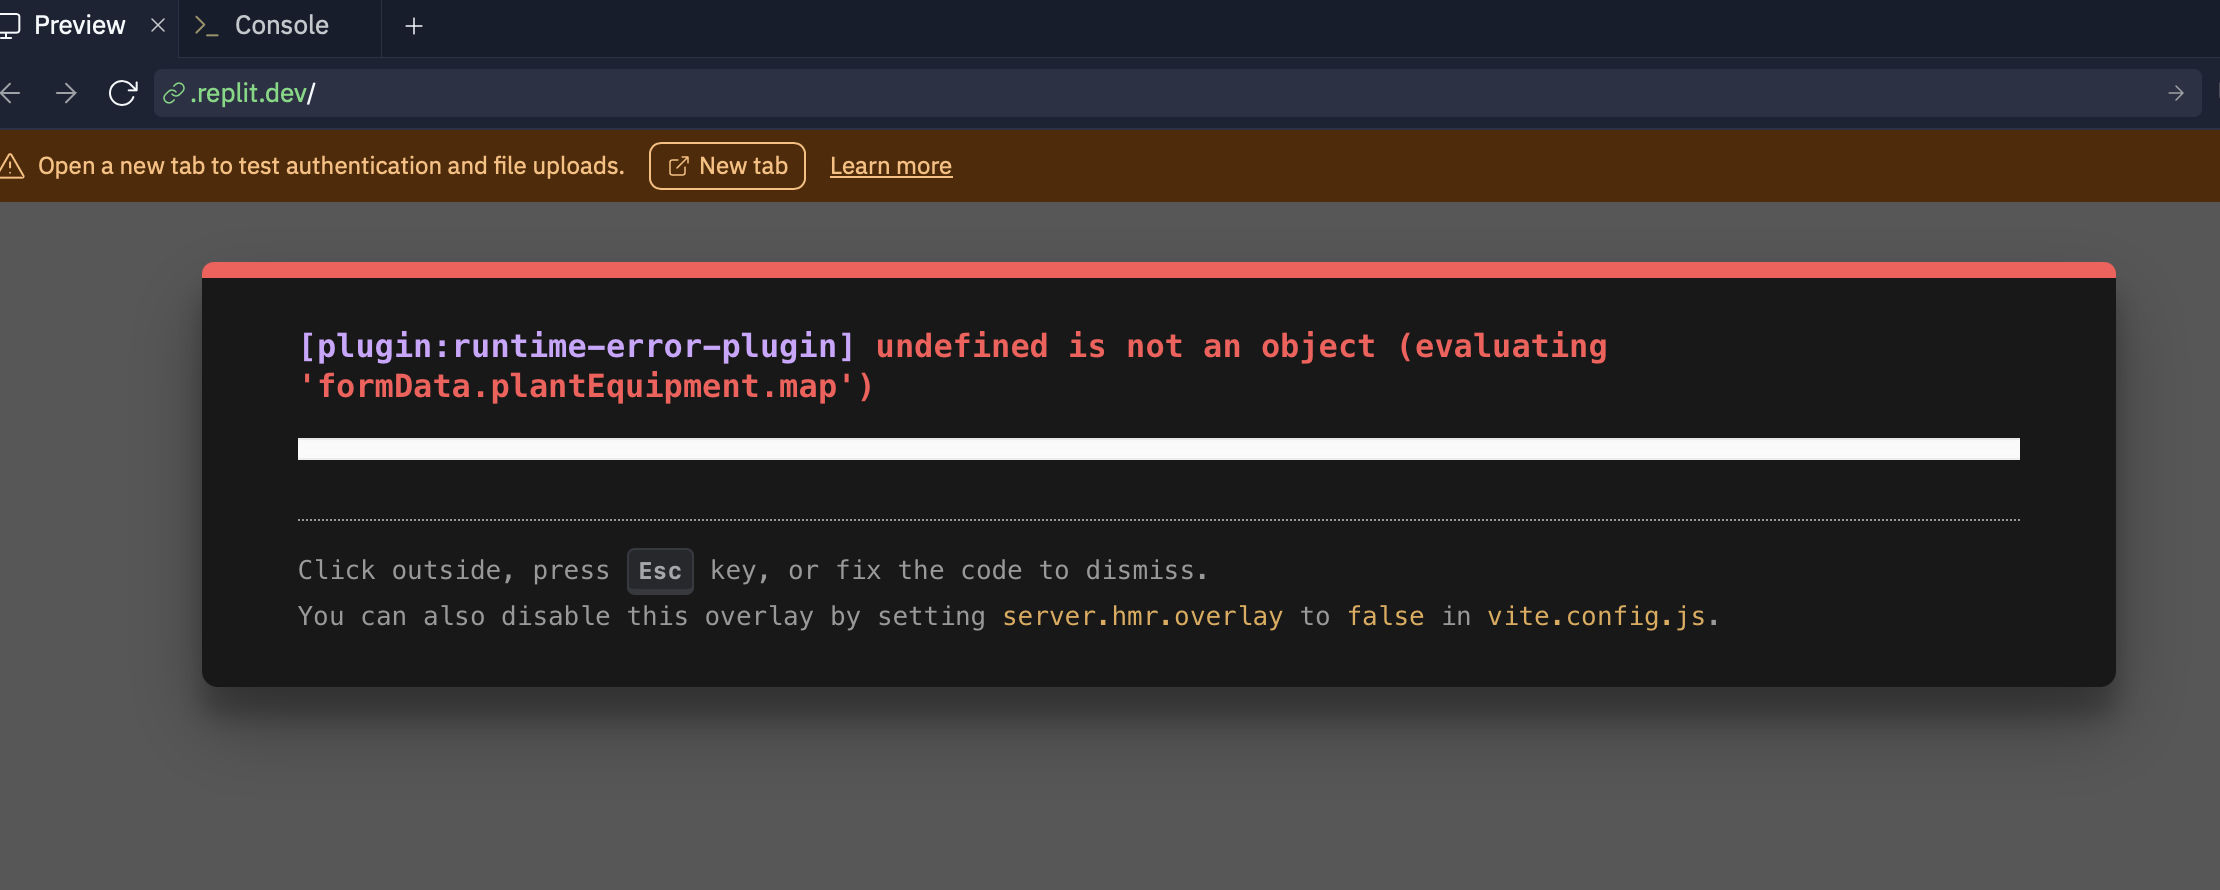 Preview
Console
.replit.dev/
Open a new tab to test authentication and file uploads. New tab Learn more
[plugin:runtime-error-plugin] undefined is not an object (evaluating
'formData.plantEquipment.map')
Click outside, press Esc key, or fix the code to dismiss.
You can also disable this overlay by setting server.hmr.overlay to false in vite.config.js.